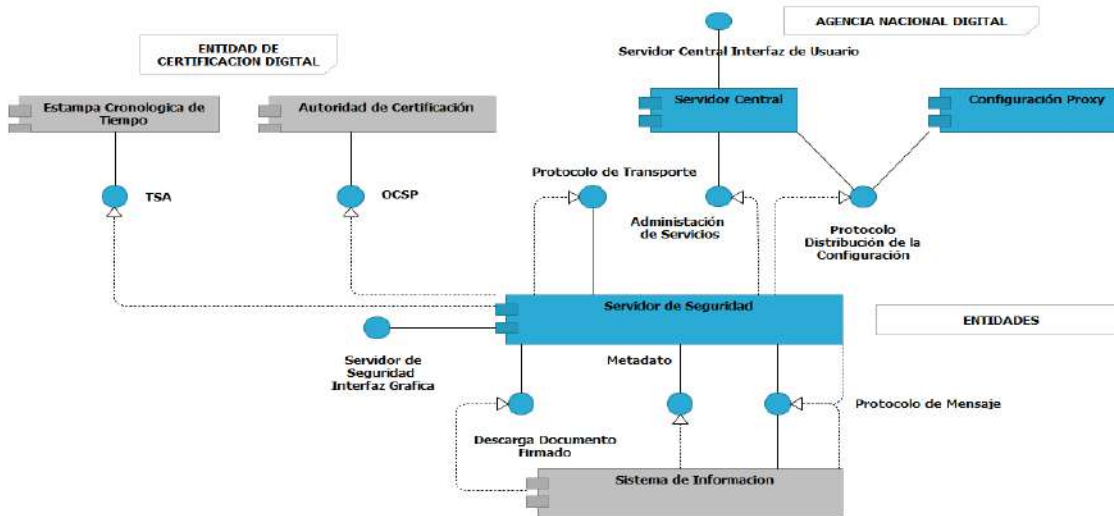 AGENCIA NACIONAL DIGITAL
ENTIDAD DE
CERTIFICACION DIGITAL
Servidor Central Interfaz de Usuario
Estampa Cronologica de
Tiempo
Autoridad de Certificación
Servidor Central
Configuración Proxy
Protocolo de Transporte
TSA
OCSP
Administación
de Servicios
Protocolo
Distribución de la
Configuración
Servidor de Seguridad
ENTIDADES
Servidor de
Seguridad
Interfaz Grafica
Metadato
Protocolo de Mensaje
Descarga Documento
Firmado
Sistema de Informacion